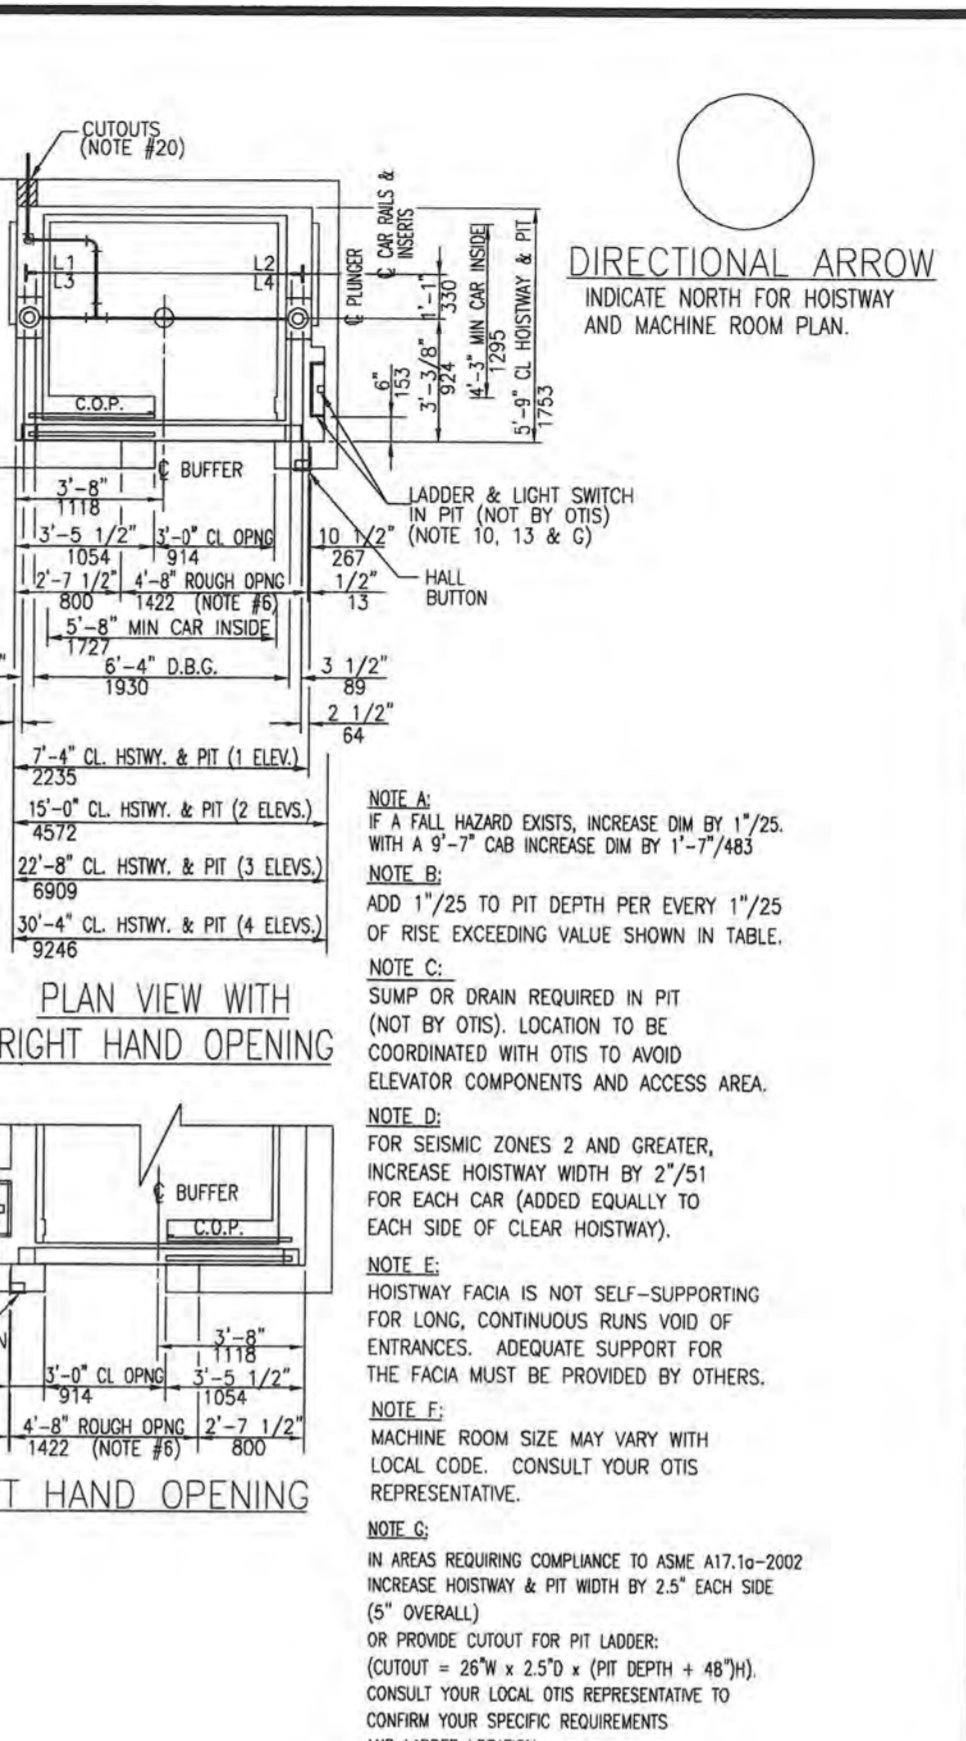 CUTOUTS
(NOTE #20)
L1
L3
L2
L4
C.O.P.
℄ PLUNGER
℄ CAR RAILS &
INSERTS
6"
153
1'-1"
330
3'-3/8"
924
4'-3" MIN CAR INSIDE
1295
5'-9" CL HOISTWAY & PIT
1753
DIRECTIONAL ARROW
INDICATE NORTH FOR HOISTWAY
AND MACHINE ROOM PLAN.
℄ BUFFER
LADDER & LIGHT SWITCH
IN PIT (NOT BY OTIS)
(NOTE 10, 13 & G)
HALL
BUTTON
3'-8"
1118
3'-5 1/2"
1054
3'-0" CL OPNG
914
10 1/2"
267
2'-7 1/2"
800
4'-8" ROUGH OPNG
1422 (NOTE #6)
1/2"
13
5'-8" MIN CAR INSIDE
1727
6'-4" D.B.G.
1930
3 1/2"
89
2 1/2"
64
7'-4" CL. HSTWY. & PIT (1 ELEV.)
2235
15'-0" CL. HSTWY. & PIT (2 ELEVS.)
4572
22'-8" CL. HSTWY. & PIT (3 ELEVS.)
6909
30'-4" CL. HSTWY. & PIT (4 ELEVS.)
9246
PLAN VIEW WITH
RIGHT HAND OPENING
℄ BUFFER
C.O.P.
N
3'-8"
1118
3'-0" CL OPNG
914
3'-5 1/2"
1054
4'-8" ROUGH OPNG
1422 (NOTE #6)
2'-7 1/2"
800
T HAND OPENING
NOTE A:
IF A FALL HAZARD EXISTS, INCREASE DIM BY 1"/25.
WITH A 9'-7" CAB INCREASE DIM BY 1'-7"/483
NOTE B:
ADD 1"/25 TO PIT DEPTH PER EVERY 1"/25
OF RISE EXCEEDING VALUE SHOWN IN TABLE.
NOTE C:
SUMP OR DRAIN REQUIRED IN PIT
(NOT BY OTIS). LOCATION TO BE
COORDINATED WITH OTIS TO AVOID
ELEVATOR COMPONENTS AND ACCESS AREA.
NOTE D:
FOR SEISMIC ZONES 2 AND GREATER,
INCREASE HOISTWAY WIDTH BY 2"/51
FOR EACH CAR (ADDED EQUALLY TO
EACH SIDE OF CLEAR HOISTWAY).
NOTE E:
HOISTWAY FACIA IS NOT SELF-SUPPORTING
FOR LONG, CONTINUOUS RUNS VOID OF
ENTRANCES. ADEQUATE SUPPORT FOR
THE FACIA MUST BE PROVIDED BY OTHERS.
NOTE F:
MACHINE ROOM SIZE MAY VARY WITH
LOCAL CODE. CONSULT YOUR OTIS
REPRESENTATIVE.
NOTE G:
IN AREAS REQUIRING COMPLIANCE TO ASME A17.1a-2002
INCREASE HOISTWAY & PIT WIDTH BY 2.5" EACH SIDE
(5" OVERALL)
OR PROVIDE CUTOUT FOR PIT LADDER:
(CUTOUT = 26"W x 2.5"D x (PIT DEPTH + 48")H).
CONSULT YOUR LOCAL OTIS REPRESENTATIVE TO
CONFIRM YOUR SPECIFIC REQUIREMENTS